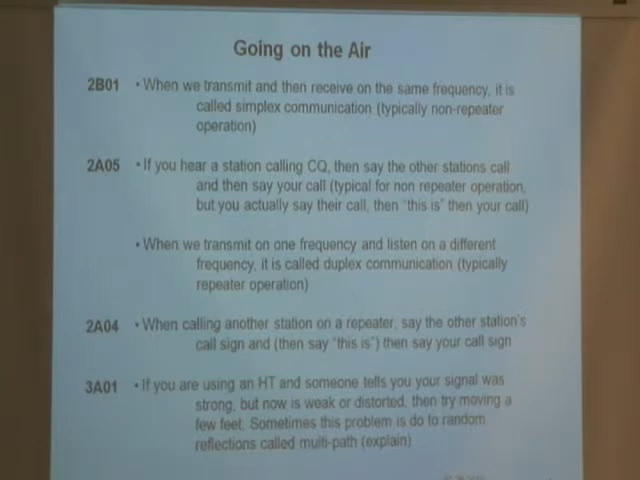 Going on the Air
2B01 • When we transmit and then receive on the same frequency, it is
called simplex communication (typically non-repeater
operation)
2A05 • If you hear a station calling CQ, then say the other stations call
and then say your call (typical for non repeater operation,
but you actually say their call, then "this is" then your call)
• When we transmit on one frequency and listen on a different
frequency, it is called duplex communication (typically
repeater operation)
2A04 • When calling another station on a repeater, say the other station's
call sign and (then say "this is") then say your call sign
3A01 • If you are using an HT and someone tells you your signal was
strong, but now is weak or distorted, then try moving a
few feet. Sometimes this problem is do to random
reflections called multi-path (explain)